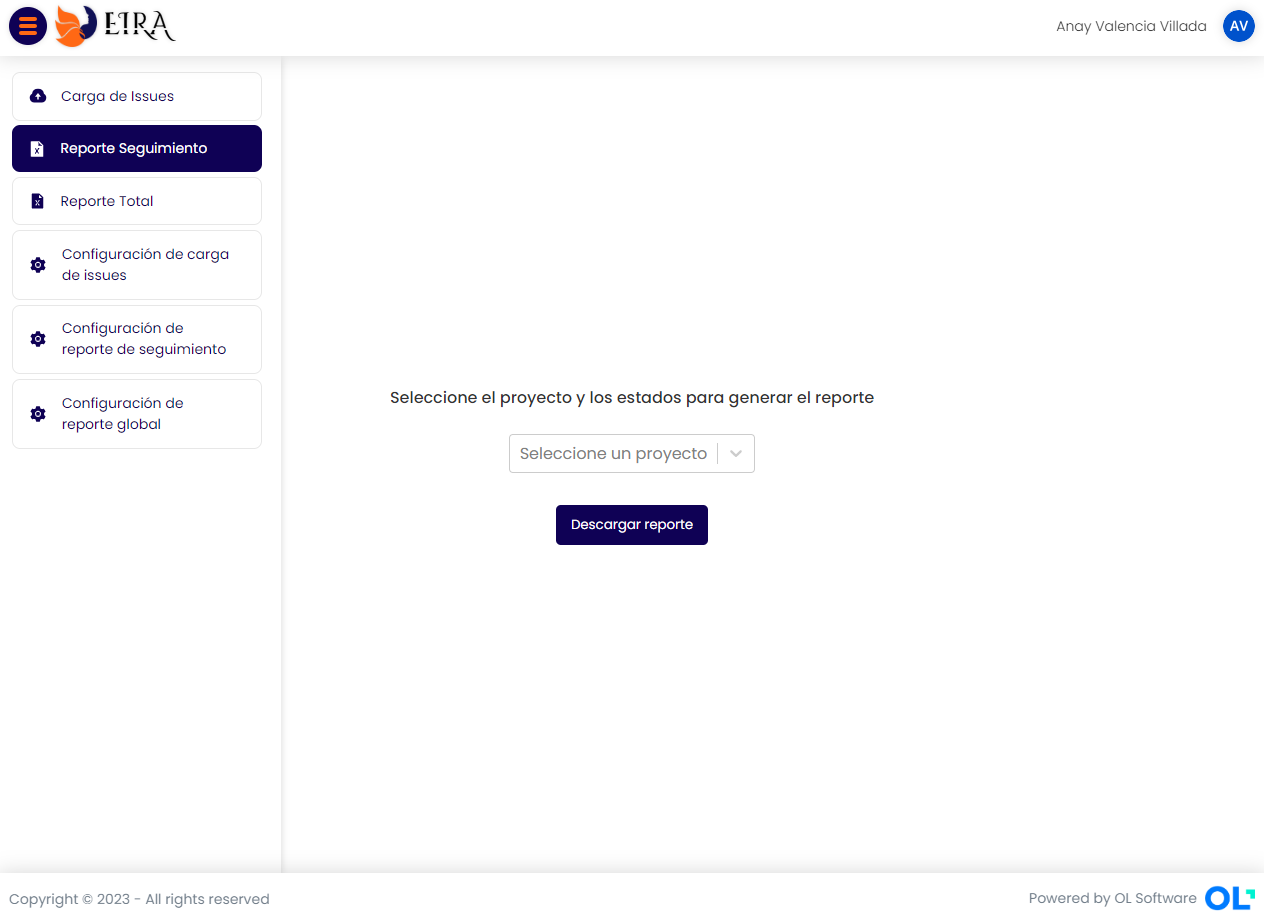 EIRA
Anay Valencia Villada
AV
Carga de Issues
Reporte Seguimiento
Reporte Total
Configuración de carga
de issues
Configuración de
reporte de seguimiento
Configuración de
reporte global
Seleccione el proyecto y los estados para generar el reporte
Seleccione un proyecto
Descargar reporte
Copyright © 2023 - All rights reserved
Powered by OL Software
OL